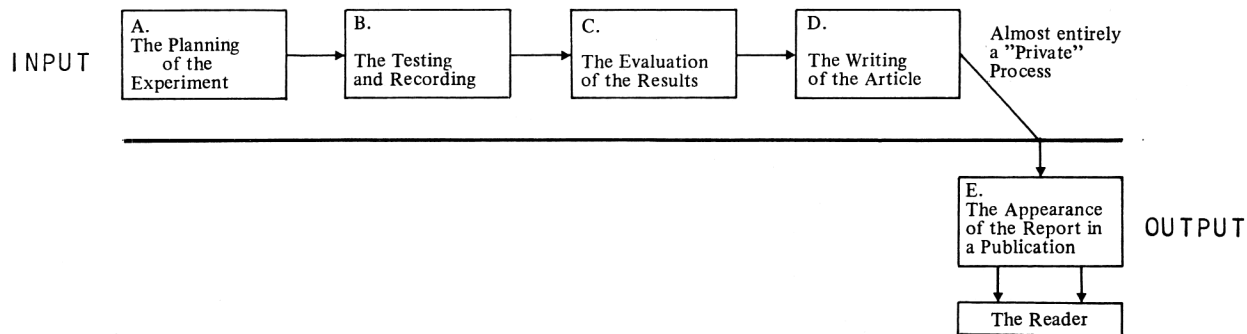 INPUT
A.
The Planning
of the
Experiment
B.
The Testing
and Recording
C.
The Evaluation
of the Results
D.
The Writing
of the Article
Almost entirely
a "Private"
Process
E.
The Appearance
of the Report in
a Publication
OUTPUT
The Reader